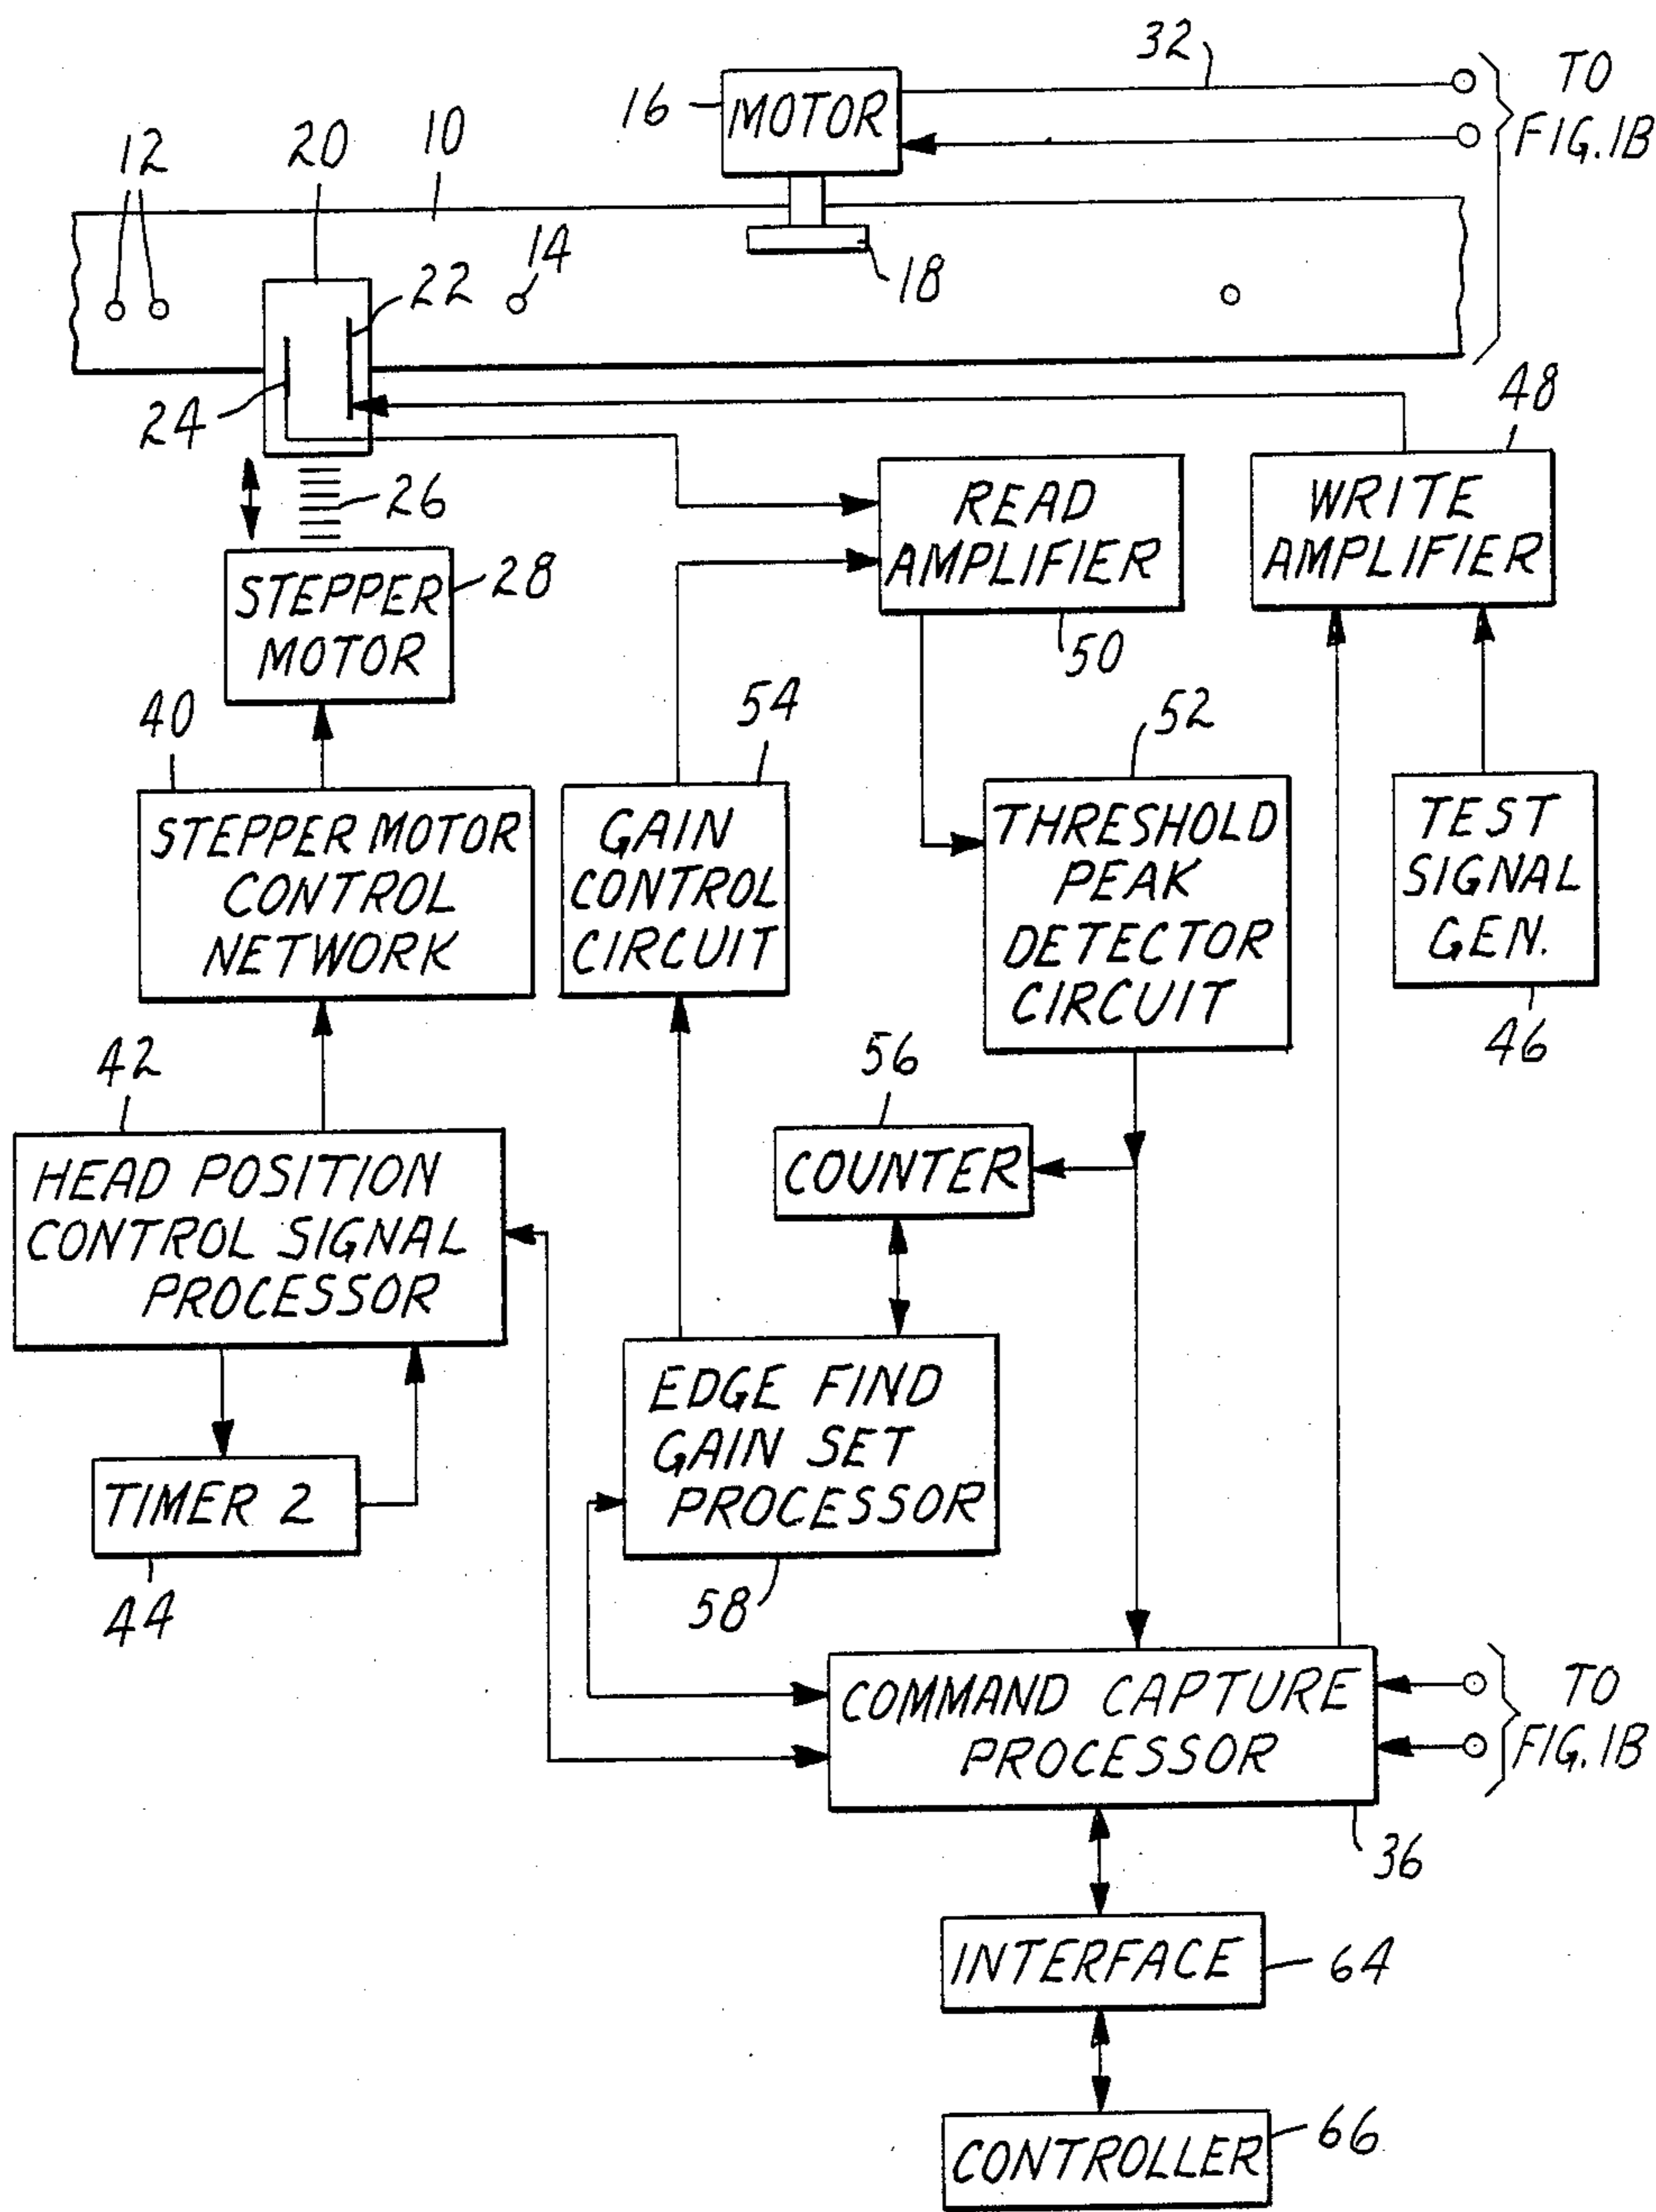 32
16
MOTOR
TO
FIG.1B
12
20
10
14
18
22
24
48
26
READ
AMPLIFIER
WRITE
AMPLIFIER
STEPPER
MOTOR
28
50
40
54
52
STEPPER MOTOR
CONTROL
NETWORK
GAIN
CONTROL
CIRCUIT
THRESHOLD
PEAK
DETECTOR
CIRCUIT
TEST
SIGNAL
GEN.
46
42
56
HEAD POSITION
CONTROL SIGNAL
PROCESSOR
COUNTER
EDGE FIND
GAIN SET
PROCESSOR
TIMER 2
44
58
COMMAND CAPTURE
PROCESSOR
TO
FIG.1B
36
INTERFACE
64
CONTROLLER
66